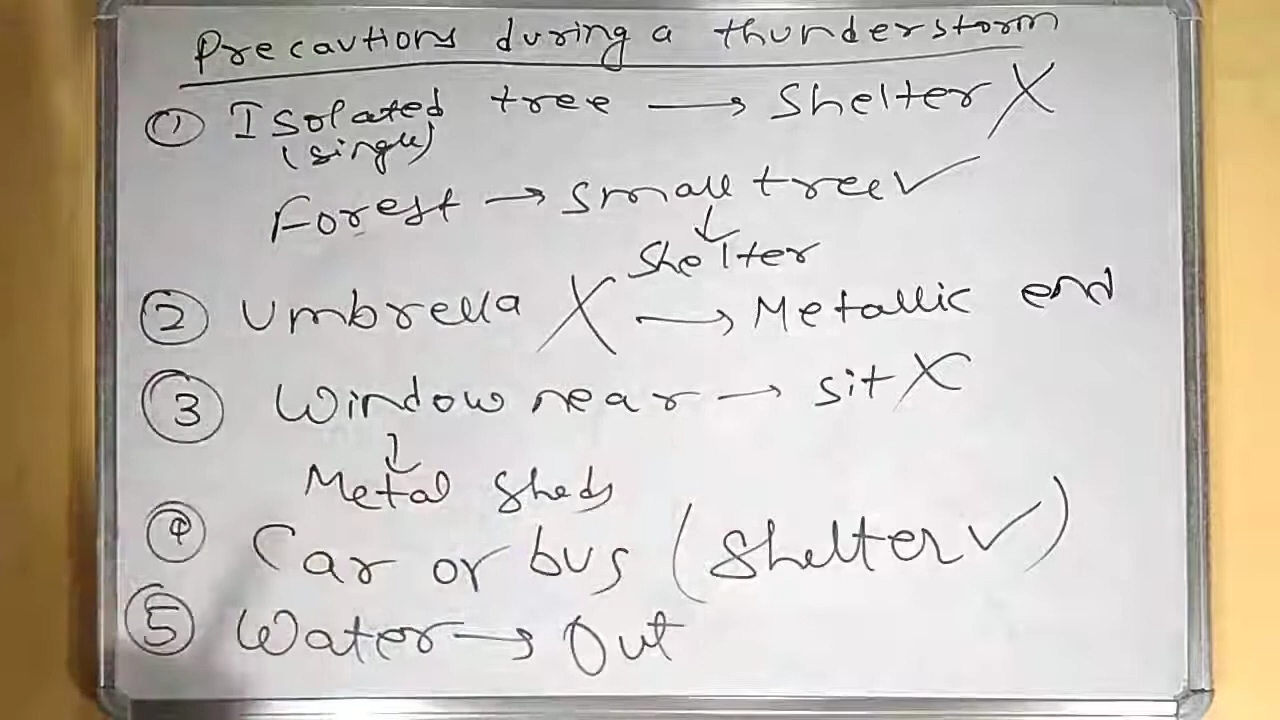 Precautions during a thunderstorm
① Isolated tree → Shelter X
(single)
Forest → Small tree ✓
↓
Shelter
② Umbrella X → Metallic end
③ Window near → sit X
↓
Metal sheds
④ Car or bus (Shelter ✓)
⑤ Water → Out